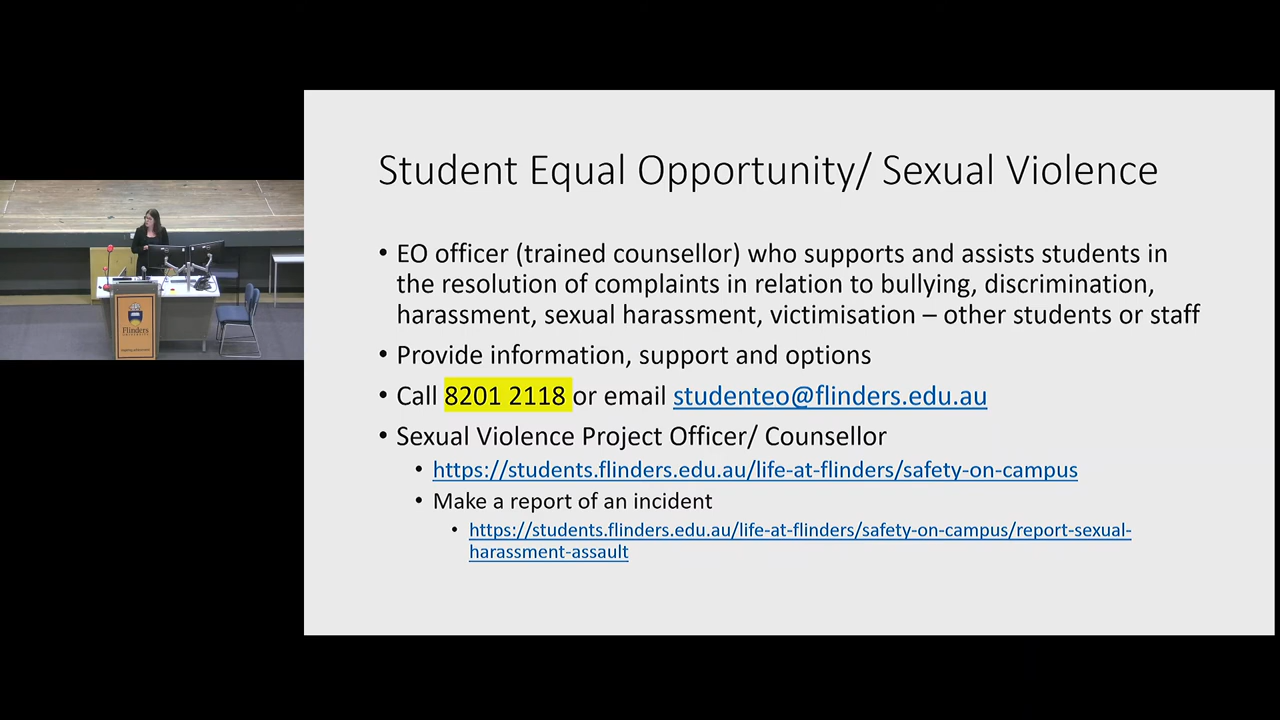 Student Equal Opportunity/ Sexual Violence
• EO officer (trained counsellor) who supports and assists students in
the resolution of complaints in relation to bullying, discrimination,
harassment, sexual harassment, victimisation – other students or staff
• Provide information, support and options
• Call 8201 2118 or email studenteo@flinders.edu.au
• Sexual Violence Project Officer/ Counsellor
• https://students.flinders.edu.au/life-at-flinders/safety-on-campus
• Make a report of an incident
• https://students.flinders.edu.au/life-at-flinders/safety-on-campus/report-sexual-
harassment-assault
Flinders